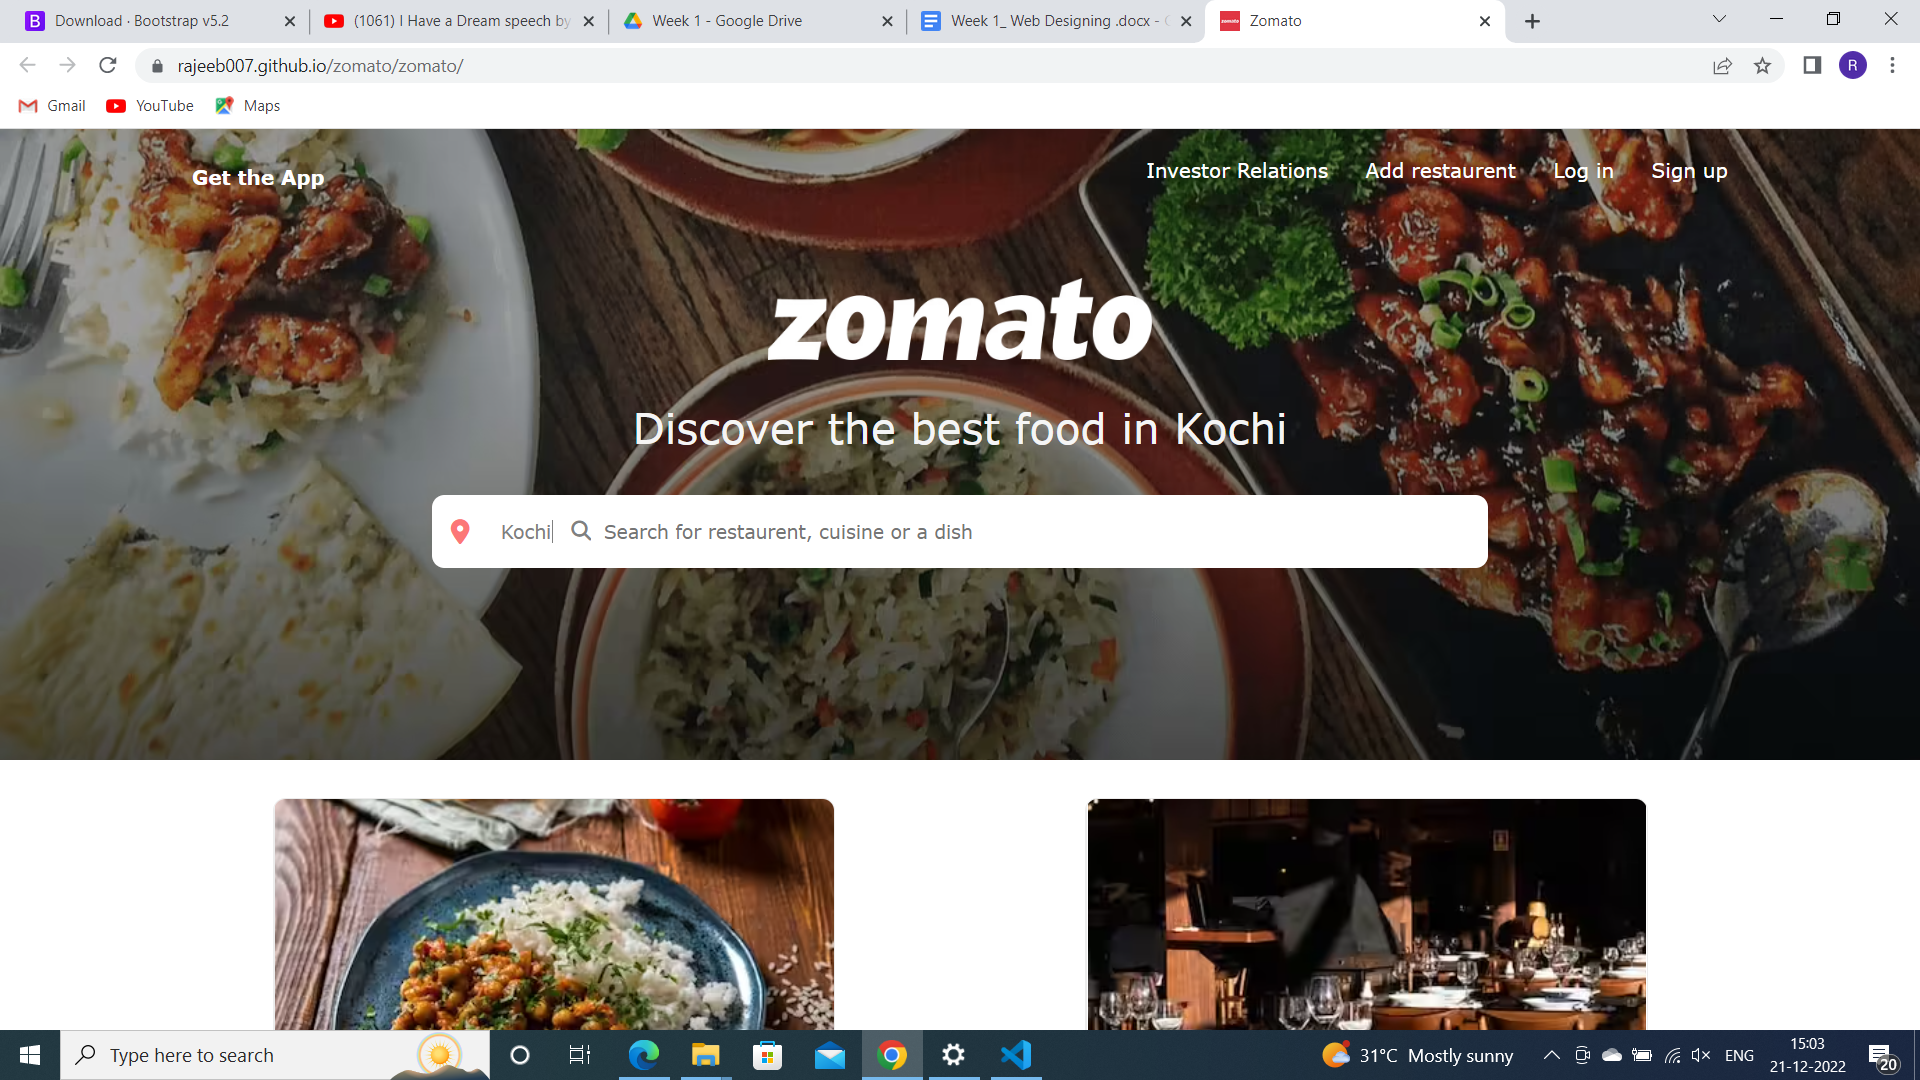 Download · Bootstrap v5.2
(1061) I Have a Dream speech by
Week 1 - Google Drive
Week 1_ Web Designing .docx -
Zomato
rajeeb007.github.io/zomato/zomato/
R
Gmail
YouTube
Maps
Get the App
Investor Relations
Add restaurent
Log in
Sign up
zomato
Discover the best food in Kochi
Kochi
Search for restaurent, cuisine or a dish
Type here to search
31°C Mostly sunny
ENG
15:03
21-12-2022
20